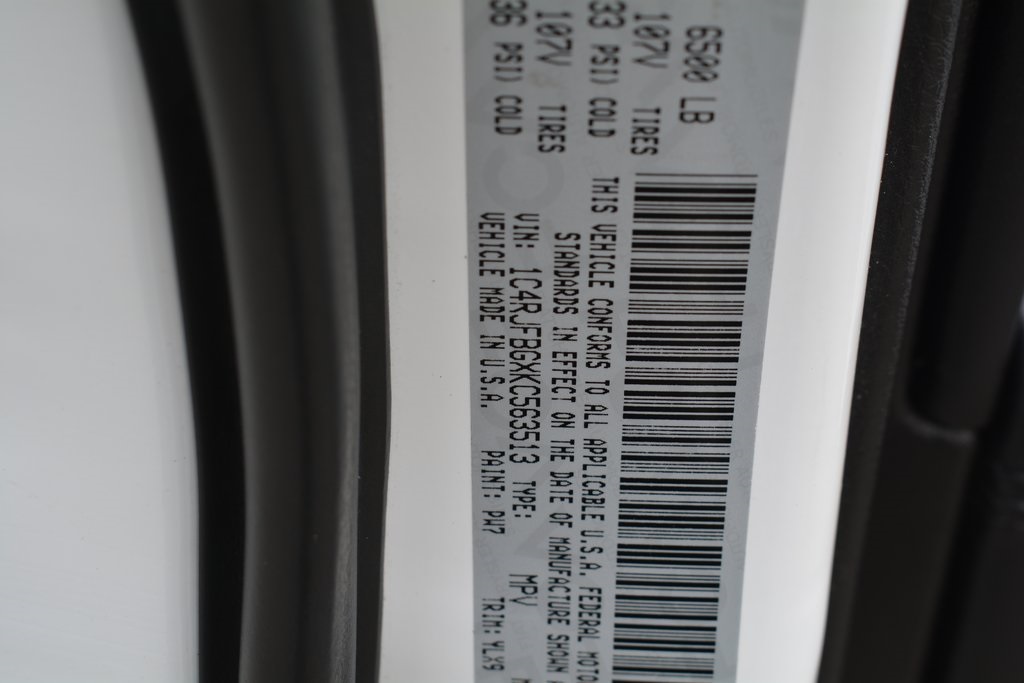 6500 LB
107V TIRES
33 PSI) COLD
107V TIRES
36 PSI) COLD
THIS VEHICLE CONFORMS TO ALL APPLICABLE U.S.A. FEDERAL MOTO
STANDARDS IN EFFECT ON THE DATE OF MANUFACTURE SHOWN
VIN: 1C4RJFBGXKC563513 TYPE: MPV
VEHICLE MADE IN U.S.A. PAINT: PW7 TRIM: YLX9